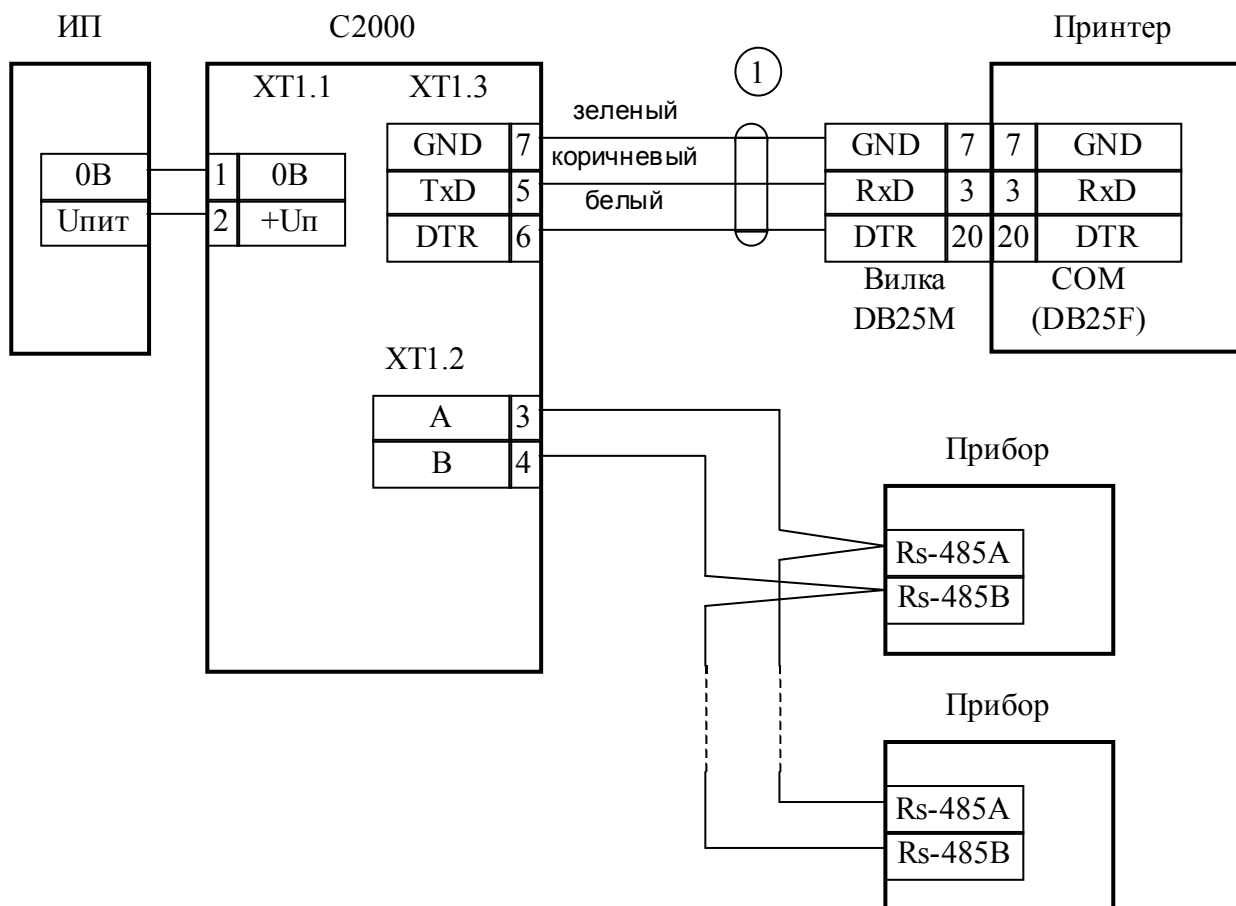 ИП
С2000
Принтер
1
XT1.1
XT1.3
зеленый
GND 7
GND 7
7 GND
коричневый
0В
1 0В
TxD 5
RxD 3
3 RxD
белый
Uпит
2 +Uп
DTR 6
DTR 20
20 DTR
Вилка
DB25M
COM
(DB25F)
XT1.2
A 3
B 4
Прибор
Rs-485A
Rs-485B
Прибор
Rs-485A
Rs-485B